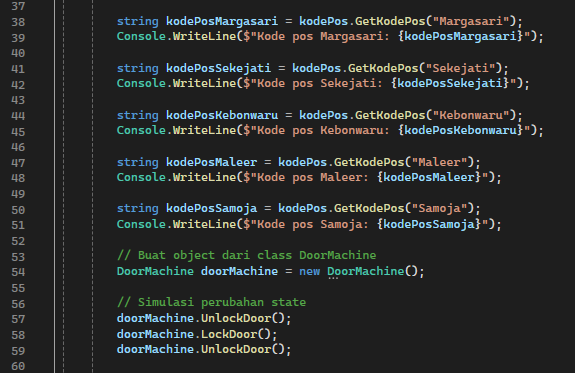 37
38 string kodePosMargasari = kodePos.GetKodePos("Margasari");
39 Console.WriteLine($"Kode pos Margasari: {kodePosMargasari}");
40
41 string kodePosSekejati = kodePos.GetKodePos("Sekejati");
42 Console.WriteLine($"Kode pos Sekejati: {kodePosSekejati}");
43
44 string kodePosKebonwaru = kodePos.GetKodePos("Kebonwaru");
45 Console.WriteLine($"Kode pos Kebonwaru: {kodePosKebonwaru}");
46
47 string kodePosMaleer = kodePos.GetKodePos("Maleer");
48 Console.WriteLine($"Kode pos Maleer: {kodePosMaleer}");
49
50 string kodePosSamoja = kodePos.GetKodePos("Samoja");
51 Console.WriteLine($"Kode pos Samoja: {kodePosSamoja}");
52
53 // Buat object dari class DoorMachine
54 DoorMachine doorMachine = new DoorMachine();
55
56 // Simulasi perubahan state
57 doorMachine.UnlockDoor();
58 doorMachine.LockDoor();
59 doorMachine.UnlockDoor();
60